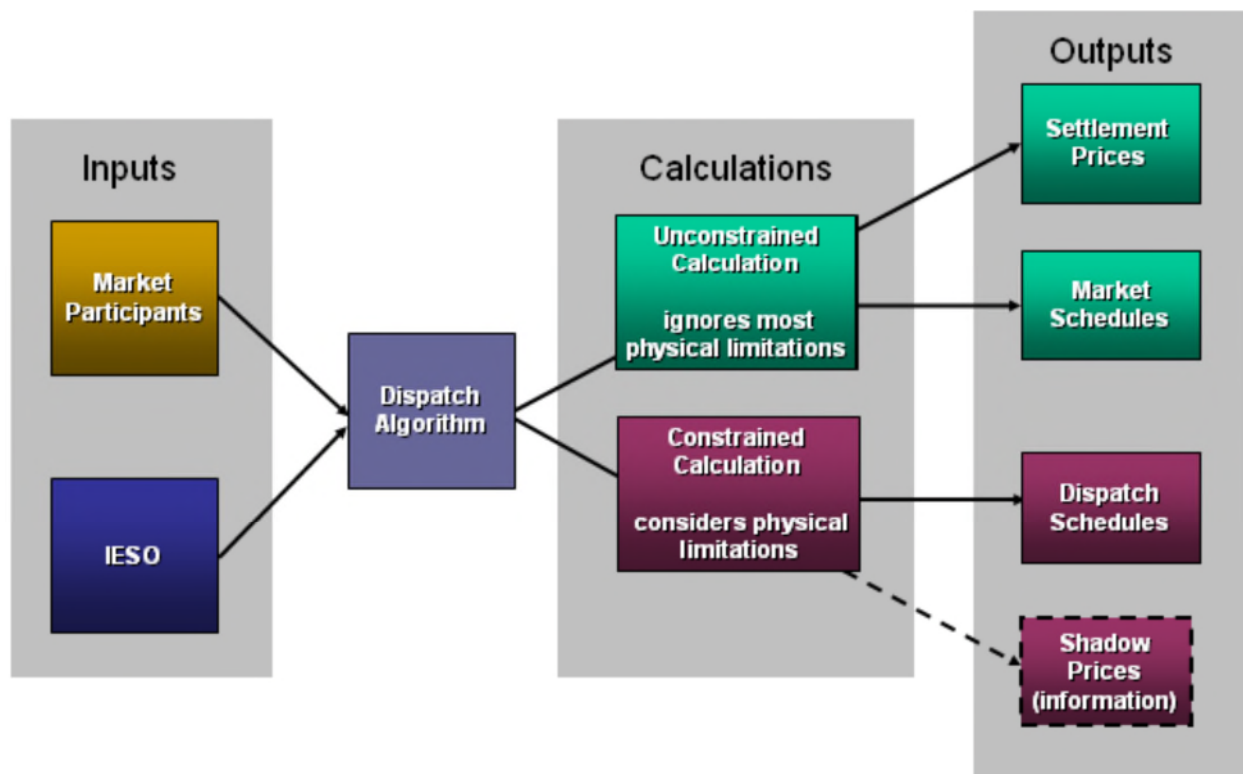 Inputs
Market
Participants
IESO
Dispatch
Algorithm
Calculations
Unconstrained
Calculation
ignores most
physical limitations
Constrained
Calculation
considers physical
limitations
Outputs
Settlement
Prices
Market
Schedules
Dispatch
Schedules
Shadow
Prices
(information)